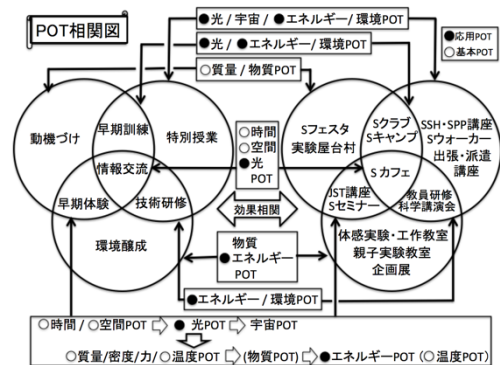 POT相関図
●光/宇宙/●エネルギー/環境POT
●応用POT
○基本POT
●光/●エネルギー/環境POT
○質量/物質POT
動機づけ
早期訓練
特別授業
情報交流
早期体験
技術研修
環境醸成
○時間
○空間
●光
POT
効果相関
Sフェスタ
実験屋台村
Sクラブ
Sキャンプ
SSH・SPP講座
Sウォーカー
出張・派遣
講座
Sカフェ
JST講座
Sセミナー
教員研修
科学講演会
体感実験・工作教室
親子実験教室
企画展
物質
●エネルギー
POT
●エネルギー/環境POT
○時間/○空間POT⇨●光POT⇨宇宙POT
○質量/密度/力/○温度POT⇨(物質POT)⇨●エネルギーPOT(○温度POT)